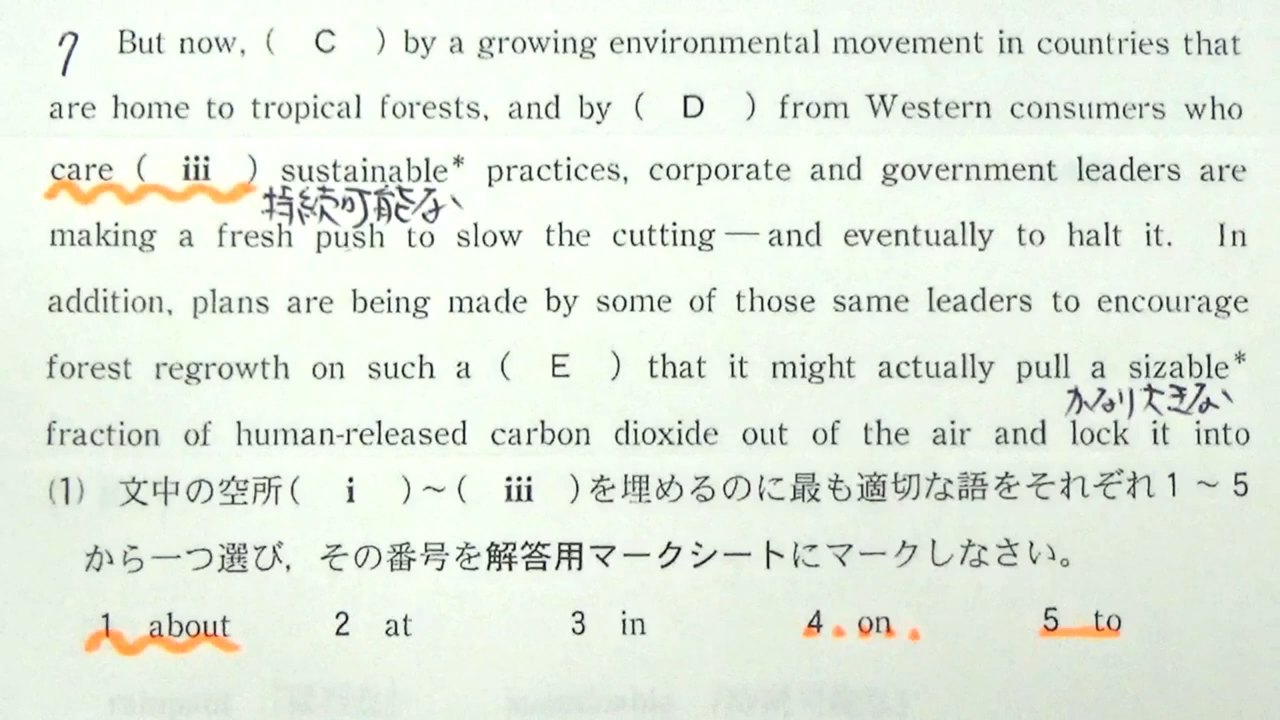 7 But now, ( C ) by a growing environmental movement in countries that
are home to tropical forests, and by ( D ) from Western consumers who
care ( iii ) sustainable* practices, corporate and government leaders are
持続可能な
making a fresh push to slow the cutting — and eventually to halt it. In
addition, plans are being made by some of those same leaders to encourage
forest regrowth on such a ( E ) that it might actually pull a sizable*
かなり大きな
fraction of human-released carbon dioxide out of the air and lock it into
(1) 文中の空所( i )～( iii )を埋めるのに最も適切な語をそれぞれ1～5
から一つ選び, その番号を解答用マークシートにマークしなさい。
1 about 2 at 3 in 4 on 5 to